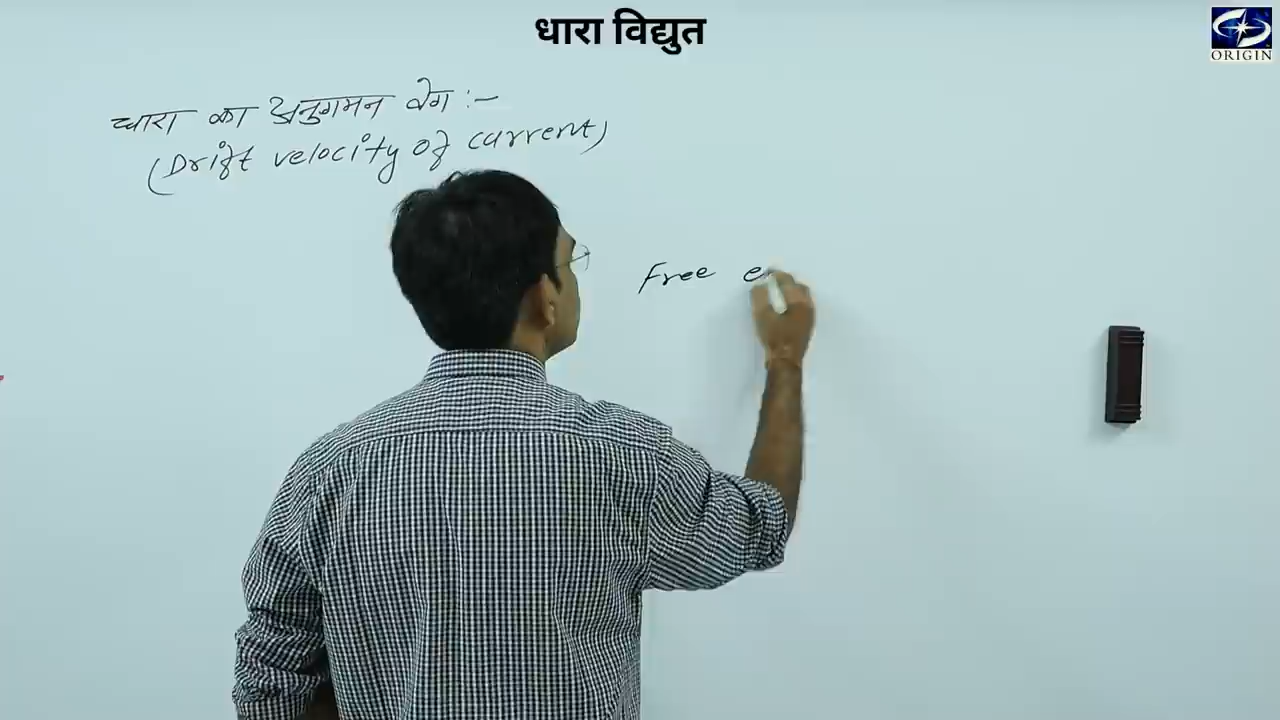 धारा विद्युत
ORIGIN
धारा का अनुगमन वेग :-
(Drift velocity of current)
Free e